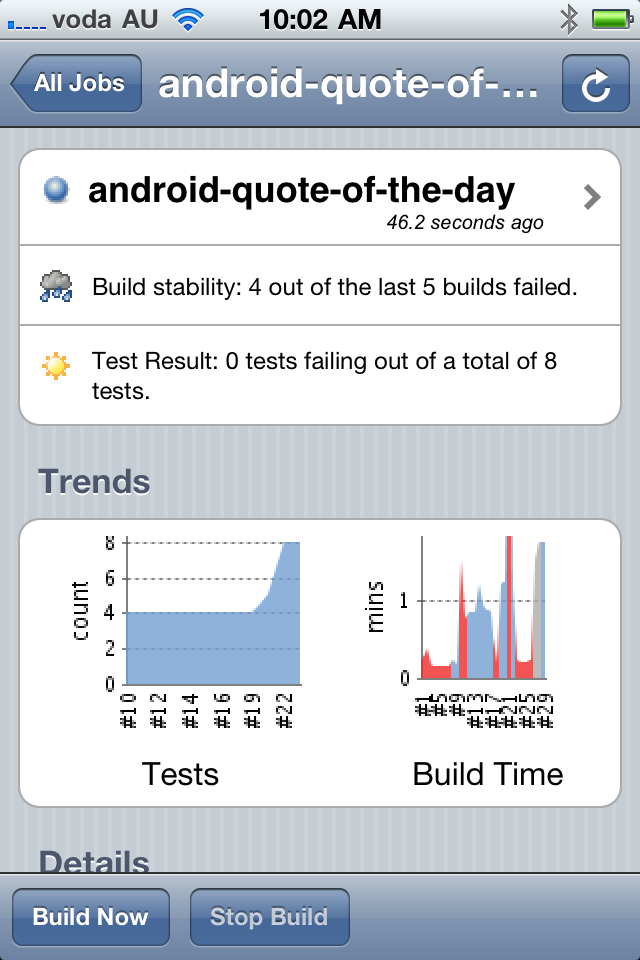 voda AU 10:02 AM
All Jobs android-quote-of-...
android-quote-of-the-day
46.2 seconds ago
Build stability: 4 out of the last 5 builds failed.
Test Result: 0 tests failing out of a total of 8
tests.
Trends
count
8
6
4
2
0
#10 #12 #14 #16 #19 #22
Tests
mins
1
0
#1 #5 #9 #13 #17 #21 #25 #29
Build Time
Details
Build Now Stop Build